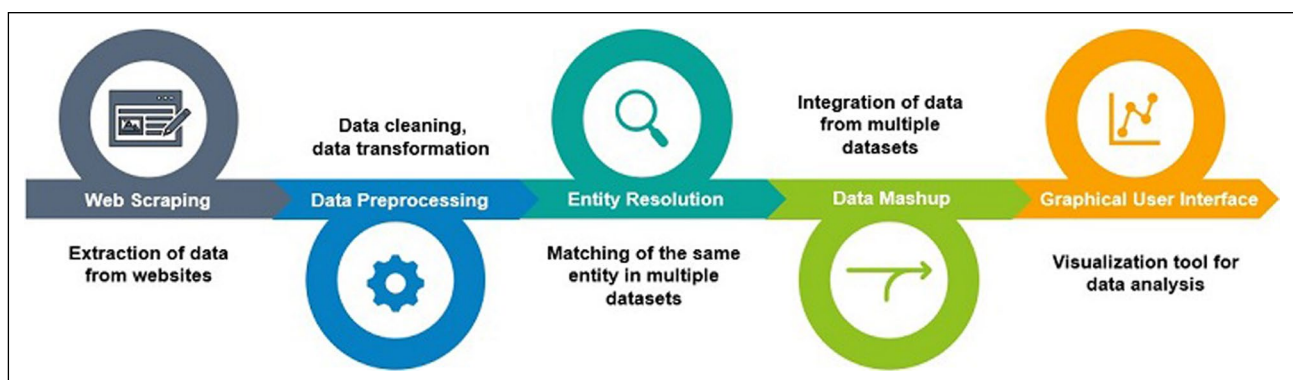 Web Scraping
Extraction of data
from websites
Data cleaning,
data transformation
Data Preprocessing
Entity Resolution
Matching of the same
entity in multiple
datasets
Integration of data
from multiple
datasets
Data Mashup
Graphical User Interface
Visualization tool for
data analysis